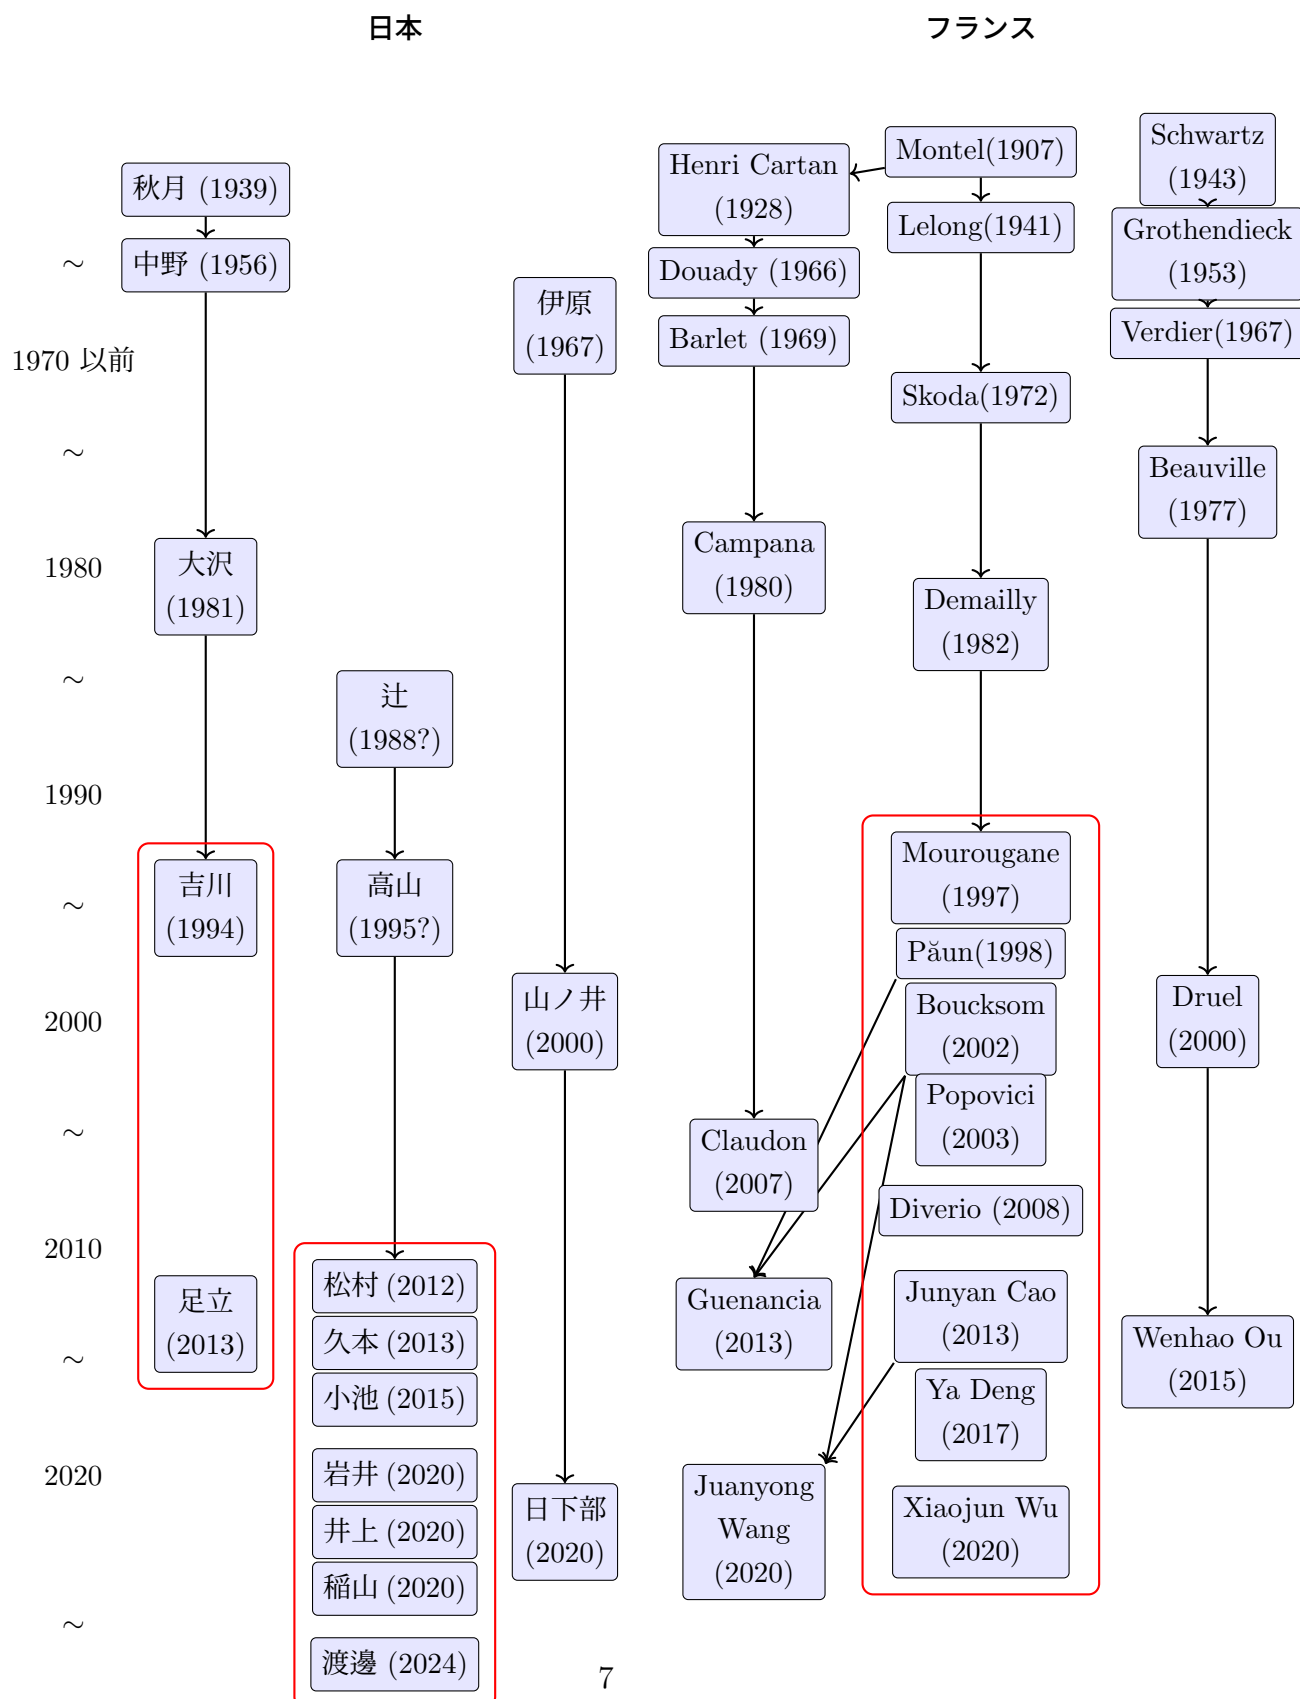 日本
フランス
秋月 (1939)
中野 (1956)
大沢
(1981)
吉川
(1994)
足立
(2013)
辻
(1988?)
高山
(1995?)
松村 (2012)
久本 (2013)
小池 (2015)
岩井 (2020)
井上 (2020)
稲山 (2020)
渡邊 (2024)
伊原
(1967)
山ノ井
(2000)
日下部
(2020)
Henri Cartan
(1928)
Douady (1966)
Barlet (1969)
Campana
(1980)
Claudon
(2007)
Guenancia
(2013)
Juanyong
Wang
(2020)
Montel(1907)
Lelong(1941)
Skoda(1972)
Demailly
(1982)
Mourougane
(1997)
Păun(1998)
Boucksom
(2002)
Popovici
(2003)
Diverio (2008)
Junyan Cao
(2013)
Ya Deng
(2017)
Xiaojun Wu
(2020)
Schwartz
(1943)
Grothendieck
(1953)
Verdier(1967)
Beauville
(1977)
Druel
(2000)
Wenhao Ou
(2015)
~
1970 以前
~
1980
~
1990
~
2000
~
2010
~
2020
~
7